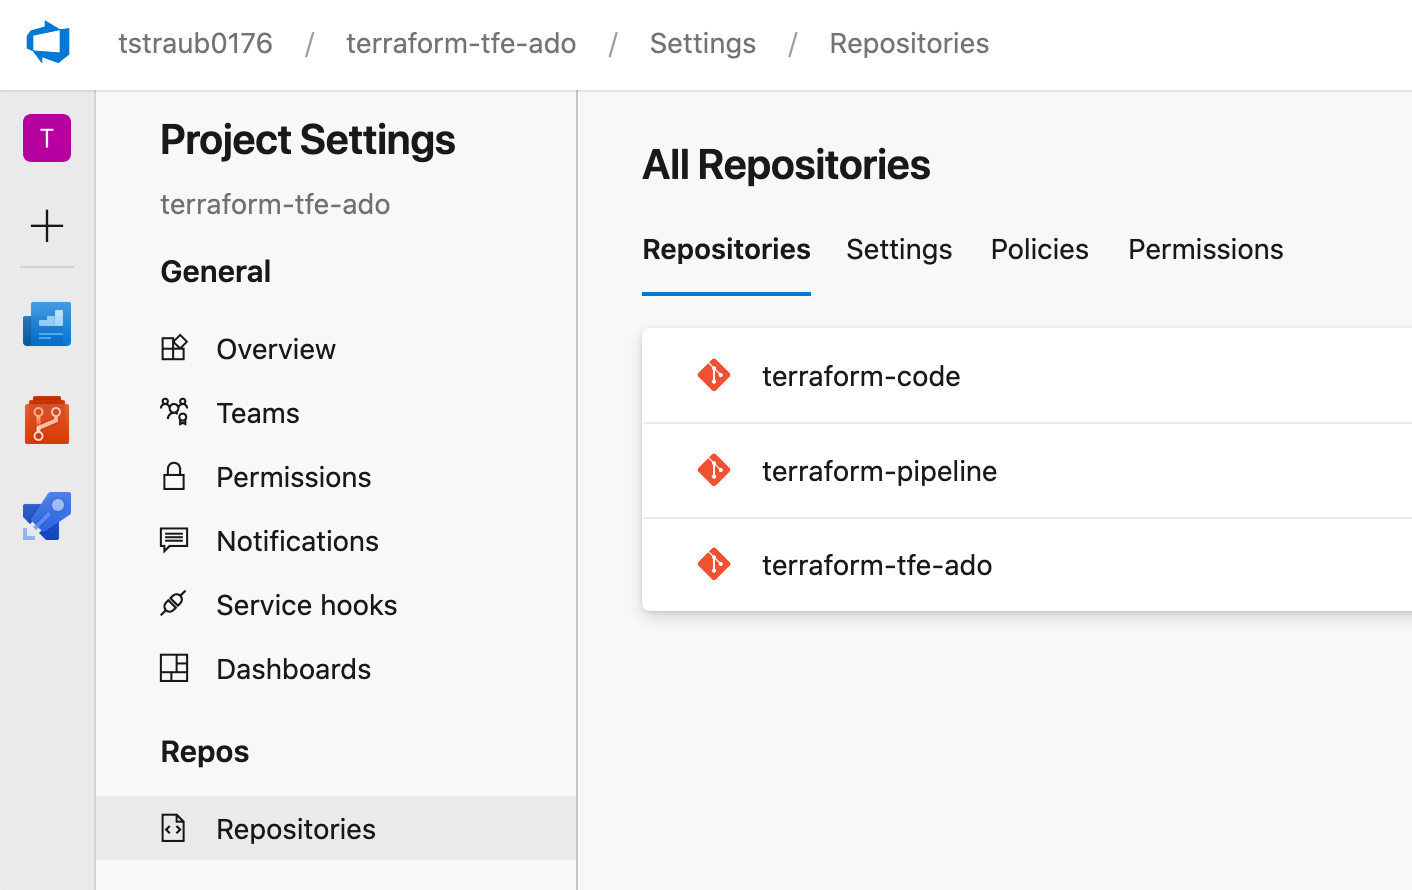 tstraub0176 / terraform-tfe-ado / Settings / Repositories
T
Project Settings
terraform-tfe-ado
General
Overview
Teams
Permissions
Notifications
Service hooks
Dashboards
Repos
Repositories
All Repositories
Repositories Settings Policies Permissions
terraform-code
terraform-pipeline
terraform-tfe-ado